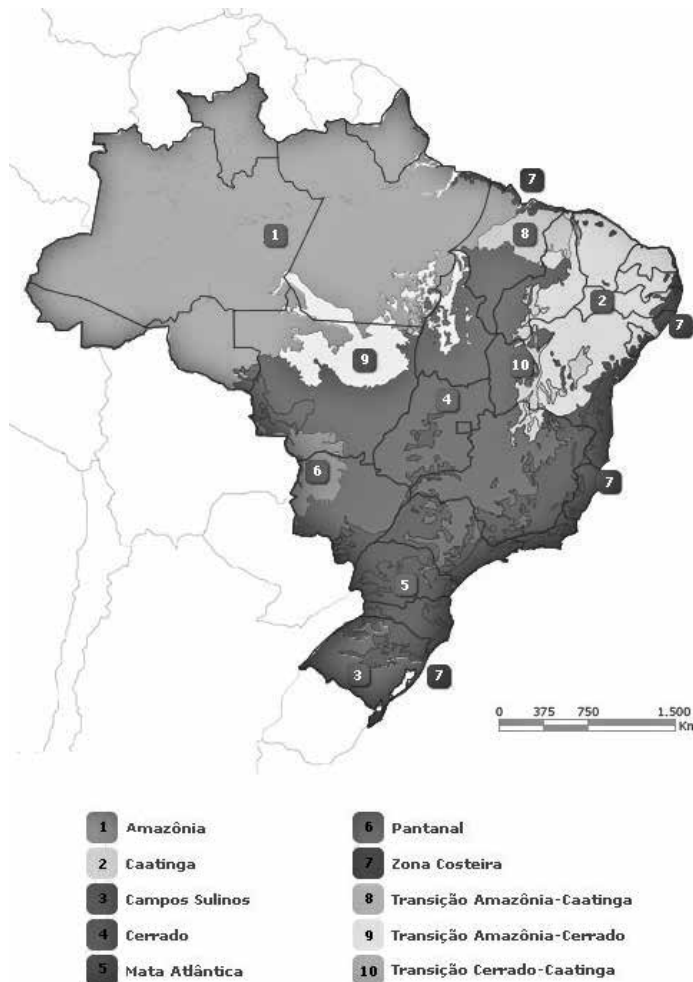 7
1
8
2
7
9
10
4
6
7
5
3
7
0 375 750 1.500
Km
1 Amazônia
2 Caatinga
3 Campos Sulinos
4 Cerrado
5 Mata Atlântica
6 Pantanal
7 Zona Costeira
8 Transição Amazônia-Caatinga
9 Transição Amazônia-Cerrado
10 Transição Cerrado-Caatinga